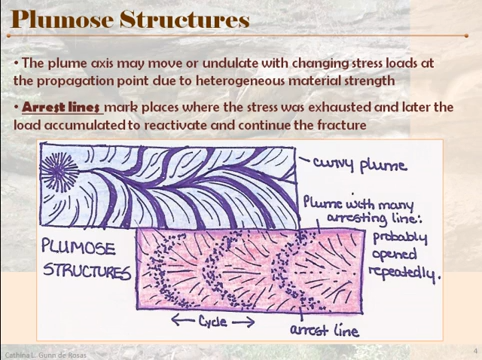 Plumose Structures
• The plume axis may move or undulate with changing stress loads at
the propagation point due to heterogeneous material strength
• Arrest lines mark places where the stress was exhausted and later the
load accumulated to reactivate and continue the fracture
curvy plume
Plume with many
arresting line:
probably
opened
repeatedly.
PLUMOSE
STRUCTURES
Cycle
arrest line
Cathina L. Gunn de Rosas
4